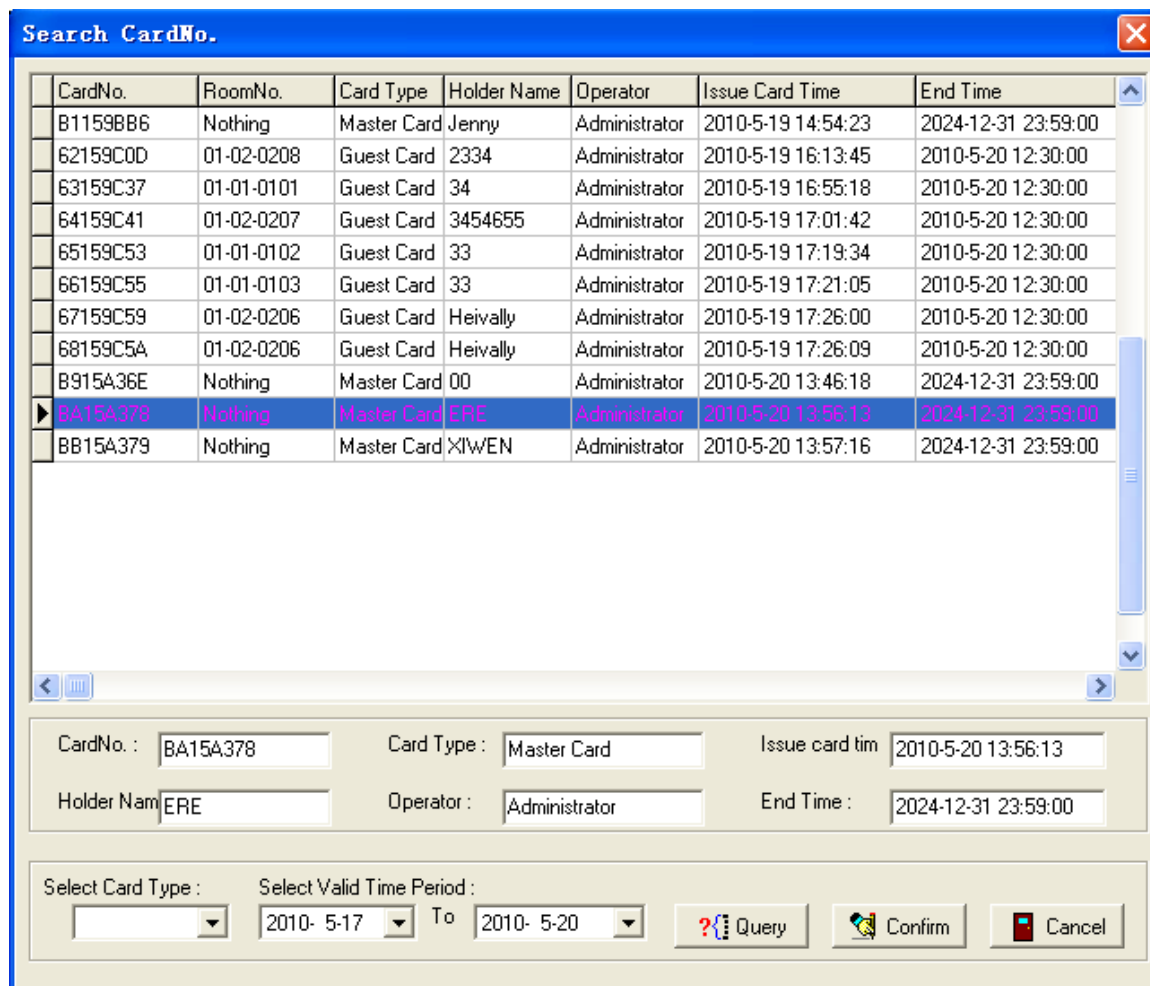 Search CardNo.
CardNo. RoomNo. Card Type Holder Name Operator Issue Card Time End Time
B1159BB6 Nothing Master Card Jenny Administrator 2010-5-19 14:54:23 2024-12-31 23:59:00
62159C0D 01-02-0208 Guest Card 2334 Administrator 2010-5-19 16:13:45 2010-5-20 12:30:00
63159C37 01-01-0101 Guest Card 34 Administrator 2010-5-19 16:55:18 2010-5-20 12:30:00
64159C41 01-02-0207 Guest Card 3454655 Administrator 2010-5-19 17:01:42 2010-5-20 12:30:00
65159C53 01-01-0102 Guest Card 33 Administrator 2010-5-19 17:19:34 2010-5-20 12:30:00
66159C55 01-01-0103 Guest Card 33 Administrator 2010-5-19 17:21:05 2010-5-20 12:30:00
67159C59 01-02-0206 Guest Card Heivally Administrator 2010-5-19 17:26:00 2010-5-20 12:30:00
68159C5A 01-02-0206 Guest Card Heivally Administrator 2010-5-19 17:26:09 2010-5-20 12:30:00
B915A36E Nothing Master Card 00 Administrator 2010-5-20 13:46:18 2024-12-31 23:59:00
BA15A378 Nothing Master Card ERE Administrator 2010-5-20 13:56:13 2024-12-31 23:59:00
BB15A379 Nothing Master Card XIWEN Administrator 2010-5-20 13:57:16 2024-12-31 23:59:00
CardNo. : BA15A378 Card Type : Master Card Issue card tim 2010-5-20 13:56:13
Holder Nam ERE Operator : Administrator End Time : 2024-12-31 23:59:00
Select Card Type : Select Valid Time Period :
2010- 5-17 To 2010- 5-20 ?{ Query Confirm Cancel